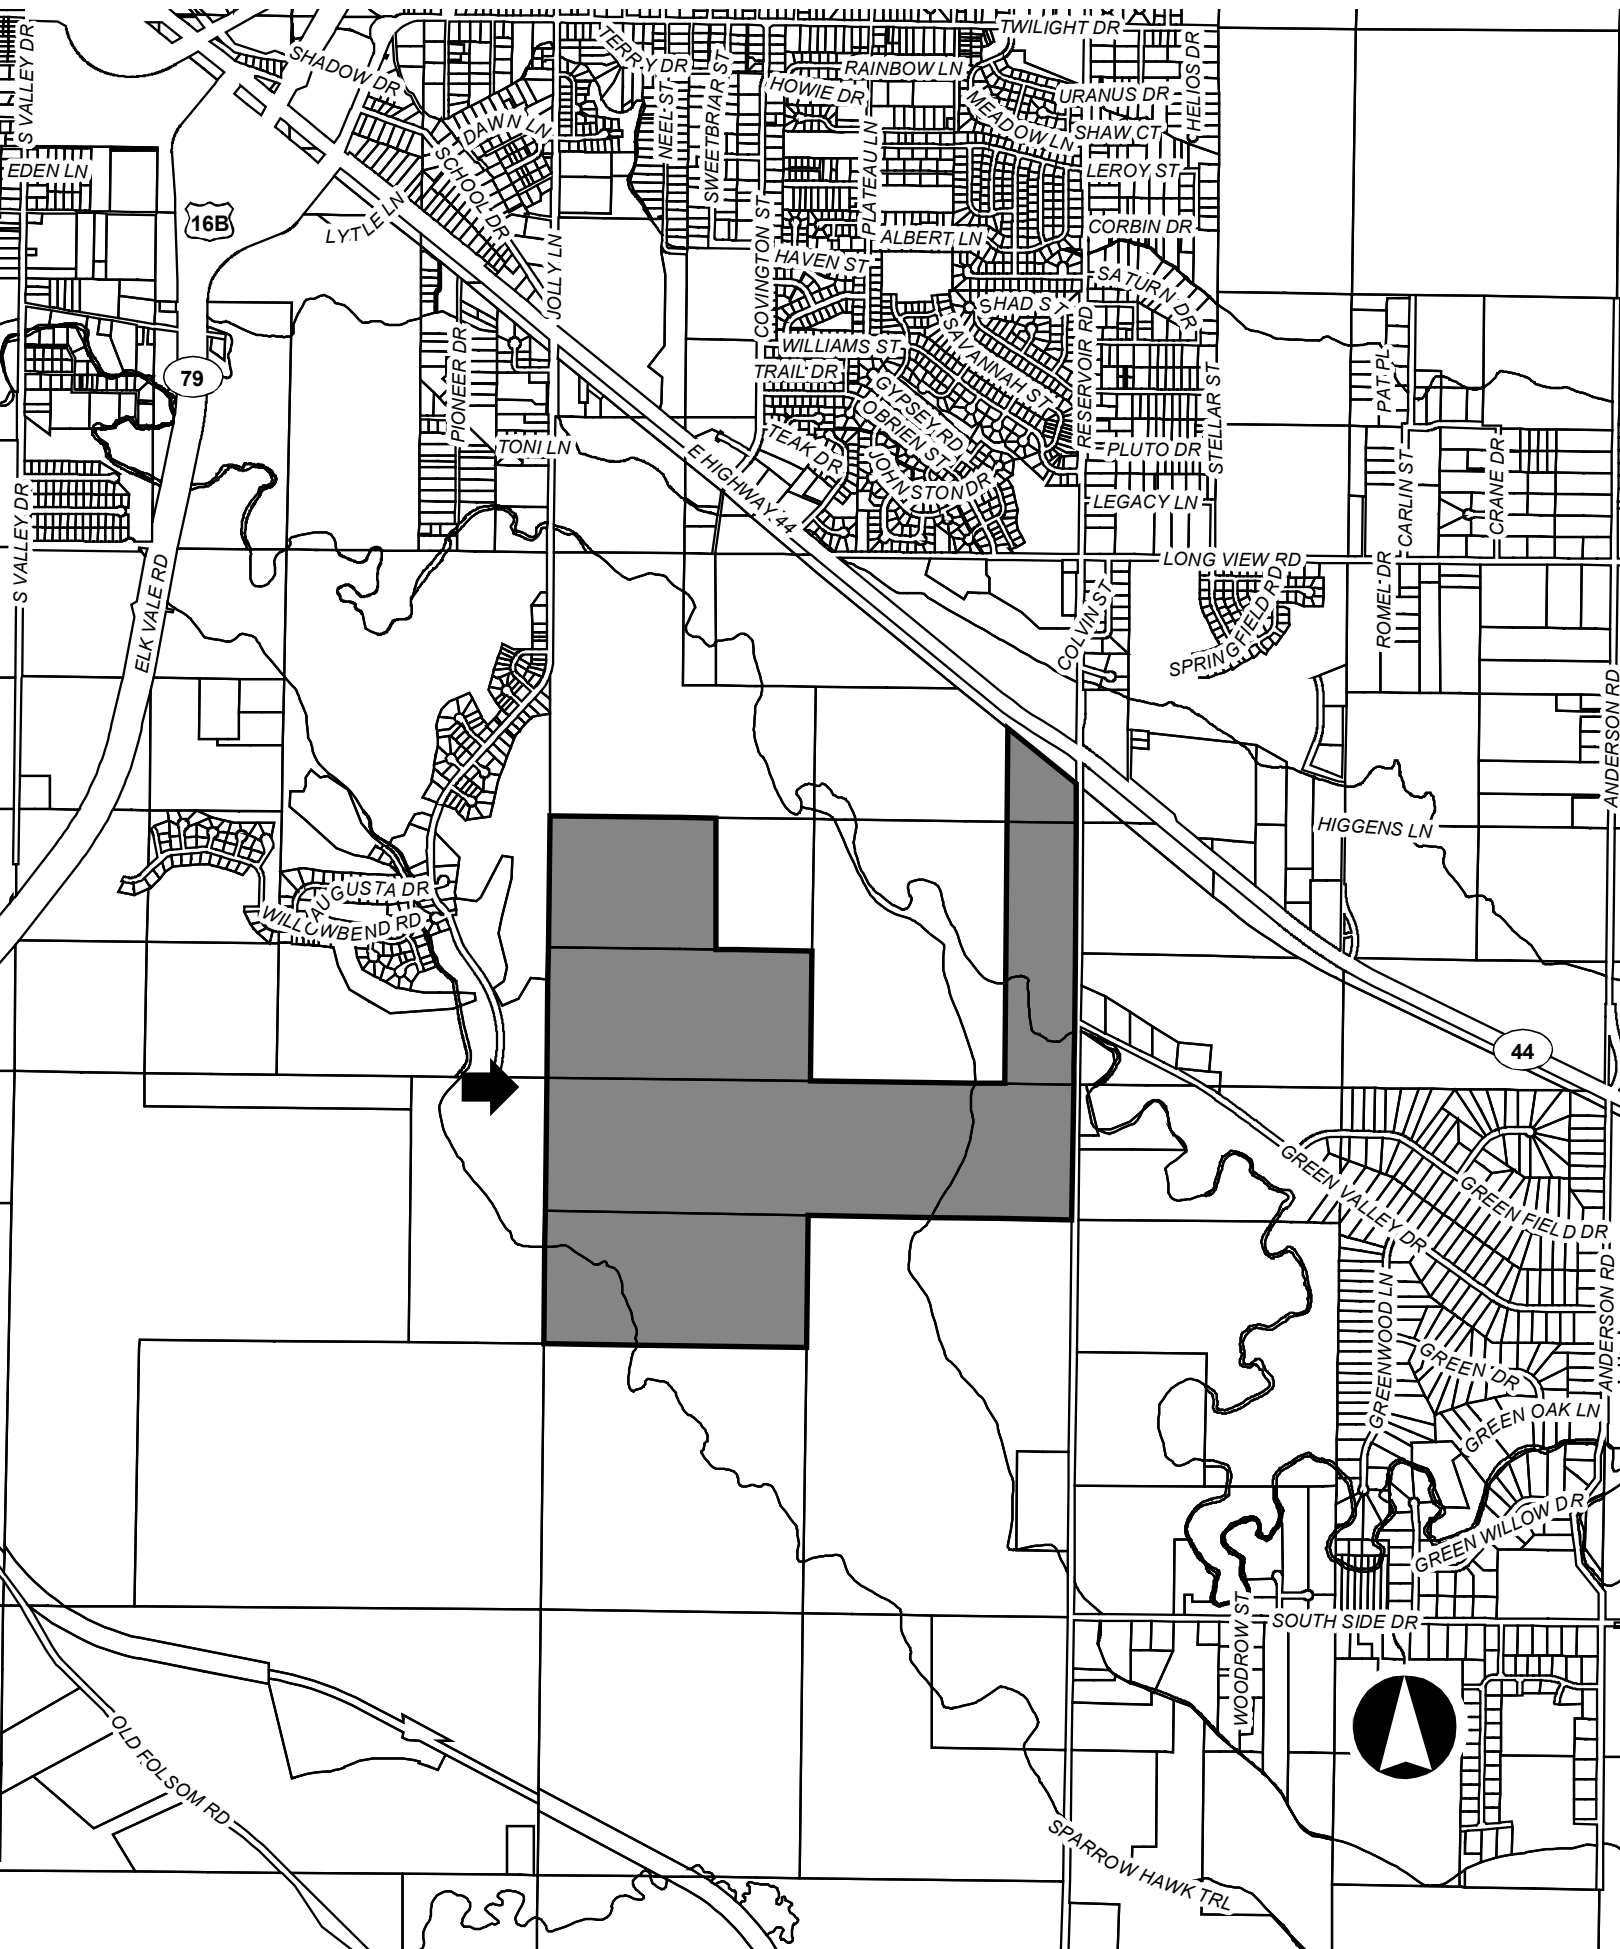 TWILIGHT DR
S VALLEY DR
SHADOW DR
TERRY DR
RAINBOW LN
HELIOS DR
SWEETBRIAR ST
NEEL ST
HOWIE DR
URANUS DR
DAWN LN
MEADOW LN
SHAW CT
PLATEAU LN
EDEN LN
SCHOOL DR
LEROY ST
16B
LYTLE LN
JOLLY LN
COVINGTON ST
ALBERT LN
CORBIN DR
HAVEN ST
SATURN DR
SHAD ST
79
PIONEER DR
WILLIAMS ST
SAVANNAH ST
RESERVOIR RD
TRAIL DR
PAT PL
STELLAR ST
GYPSEY RD
OBRIEN ST
TONI LN
TEAK DR
PLUTO DR
E HIGHWAY 44
JOHNSTON DR
CARLIN ST
CRANE DR
S VALLEY DR
LEGACY LN
LONG VIEW RD
ELK VALE RD
COLVIN ST
SPRINGFIELD RD
ROMEL DR
ANDERSON RD
HIGGENS LN
AUGUSTA DR
WILLOWBEND RD
44
GREEN VALLEY DR
GREEN FIELD DR
GREENWOOD LN
ANDERSON RD
GREEN DR
GREEN OAK LN
GREEN WILLOW DR
WOODROW ST
SOUTH SIDE DR
OLD FOLSOM RD
SPARROW HAWK TRL